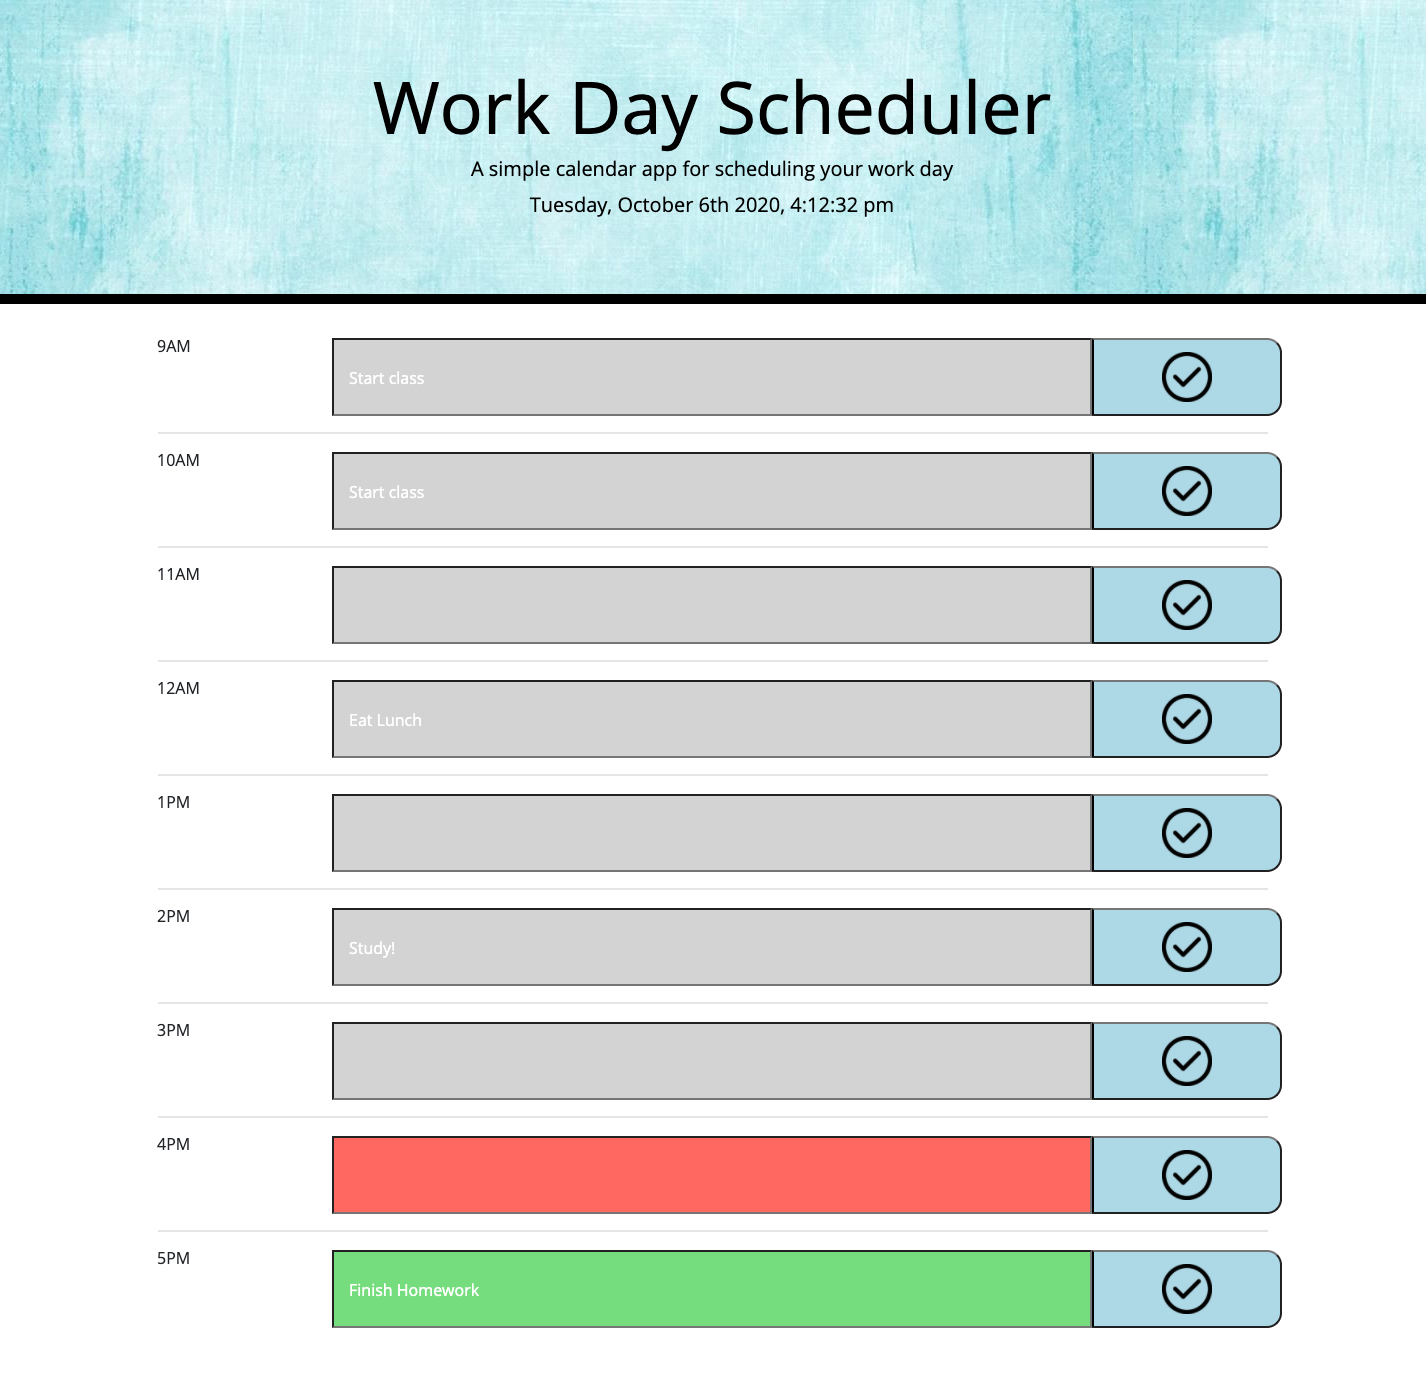 Work Day Scheduler
A simple calendar app for scheduling your work day
Tuesday, October 6th 2020, 4:12:32 pm
9AM
Start class
10AM
Start class
11AM
12AM
Eat Lunch
1PM
2PM
Study!
3PM
4PM
5PM
Finish Homework